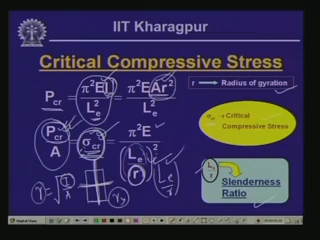 IIT Kharagpur
Critical Compressive Stress
P_cr = π²EI / L_e² = π²EAr² / L_e²
r → Radius of gyration
P_cr / A = σ_cr = π²E / (L_e / r)²
σ_cr → Critical
Compressive Stress
L_e / r
Slenderness
Ratio